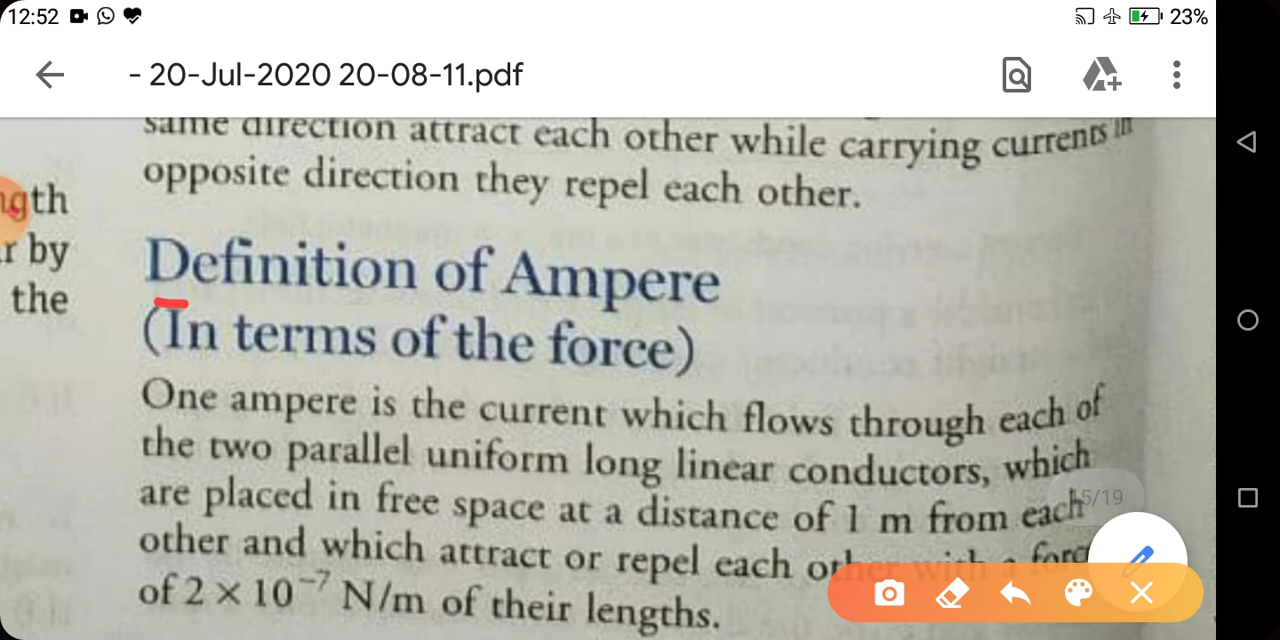 12:52
23%
- 20-Jul-2020 20-08-11.pdf
same direction attract each other while carrying currents in
opposite direction they repel each other.
by
the
Definition of Ampere
(In terms of the force)
One ampere is the current which flows through each of
the two parallel uniform long linear conductors, which
are placed in free space at a distance of 1 m from each
15/19
other and which attract or repel each other with a force
of 2 × 10⁻⁷ N/m of their lengths.